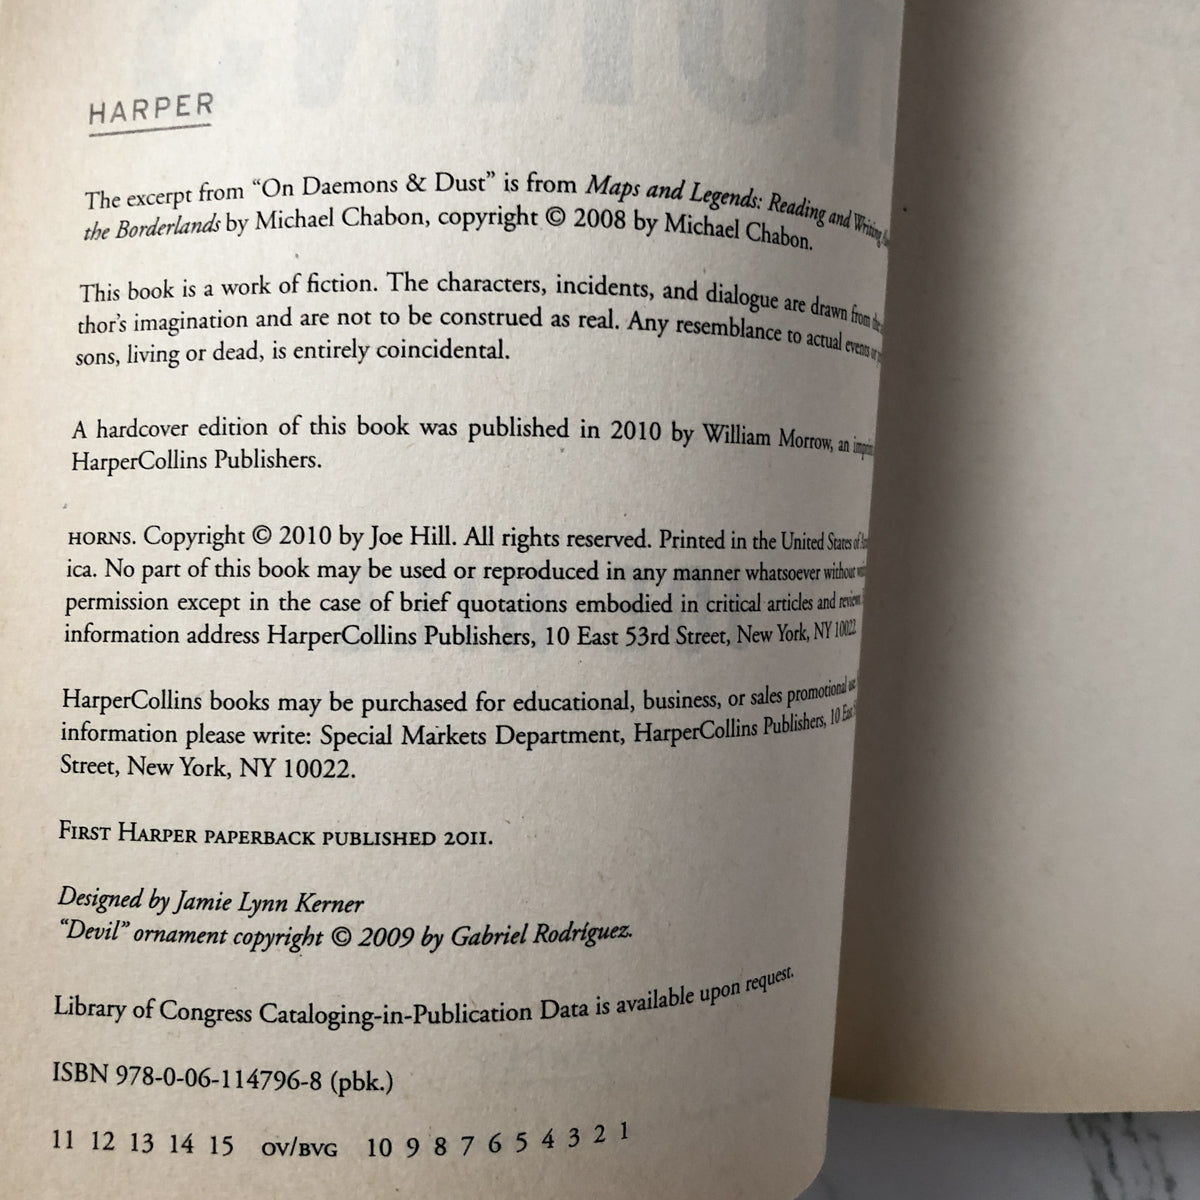 HARPER
The excerpt from “On Daemons & Dust” is from Maps and Legends: Reading and Writing
the Borderlands by Michael Chabon, copyright © 2008 by Michael Chabon.
This book is a work of fiction. The characters, incidents, and dialogue are drawn from the
thor’s imagination and are not to be construed as real. Any resemblance to actual events or
sons, living or dead, is entirely coincidental.
A hardcover edition of this book was published in 2010 by William Morrow, an imprint
HarperCollins Publishers.
HORNS. Copyright © 2010 by Joe Hill. All rights reserved. Printed in the United States of
ica. No part of this book may be used or reproduced in any manner whatsoever without
permission except in the case of brief quotations embodied in critical articles and
information address HarperCollins Publishers, 10 East 53rd Street, New York, NY 10022
HarperCollins books may be purchased for educational, business, or sales promotional use
information please write: Special Markets Department, HarperCollins Publishers, 10 East
Street, New York, NY 10022.
FIRST HARPER PAPERBACK PUBLISHED 2011.
Designed by Jamie Lynn Kerner
“Devil” ornament copyright © 2009 by Gabriel Rodríguez.
Library of Congress Cataloging-in-Publication Data is available upon request.
ISBN 978-0-06-114796-8 (pbk.)
11 12 13 14 15 OV/BVG 10 9 8 7 6 5 4 3 2 1